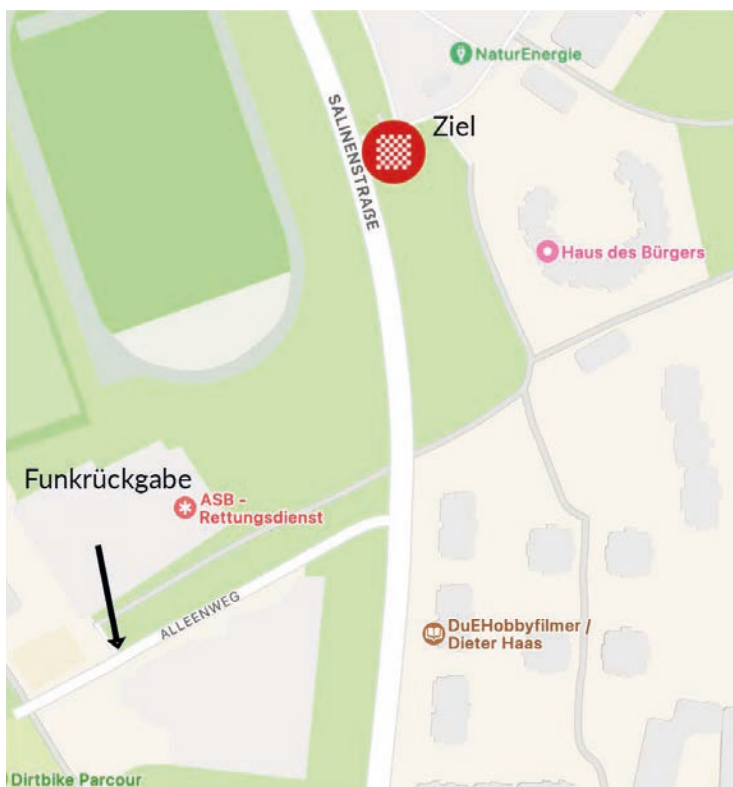 NaturEnergie
Ziel
SALINENSTRAßE
Haus des Bürgers
Funkrückgabe
ASB -
Rettungsdienst
ALLEENWEG
DuEHobbyfilmer /
Dieter Haas
Dirtbike Parcour